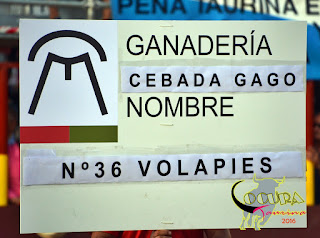 PEÑA TAURINA E
GANADERÍA
CEBADA GAGO
NOMBRE
Nº36 VOLAPIES
LOCURA
Taurina
2016